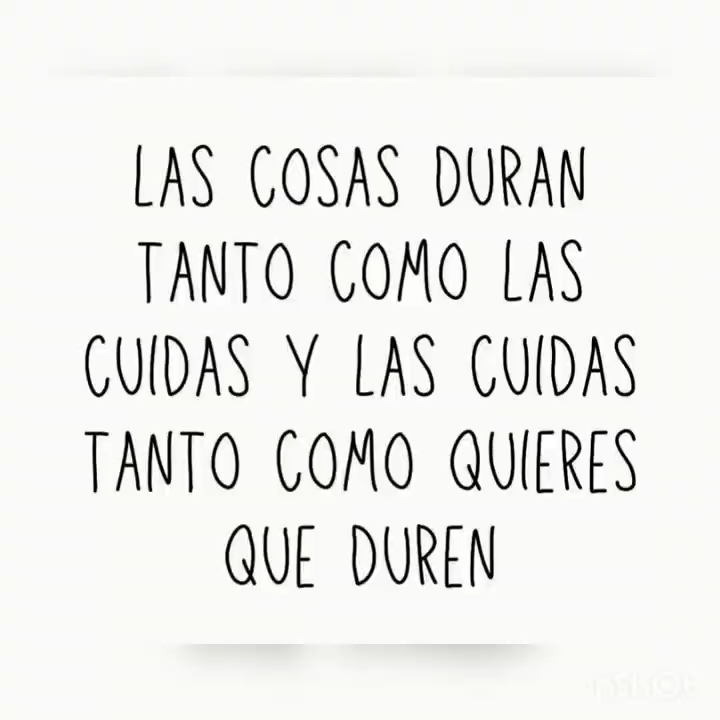 LAS COSAS DURAN
TANTO COMO LAS
CUIDAS Y LAS CUIDAS
TANTO COMO QUIERES
QUE DUREN